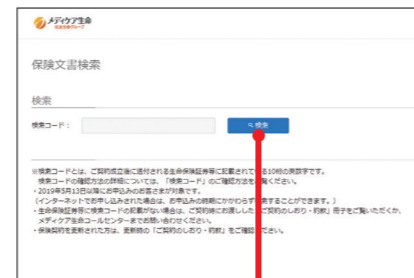 メディケア生命
住友生命グループ
保険文書検索
検索
検索コード：
検索
※検索コードとは、ご契約成立後に送付される生命保険証券等に記載されている10桁の英数字です。
検索コードの確認方法の詳細については、「検索コード」のご確認方法をご覧ください。
・2019年5月13日以降にお申込みのお客さまが対象です。
（インターネットでお申し込みされた場合は、お申込みの時期にかかわらず検索することができます。）
・生命保険証券等に検索コードの記載がない場合は、ご契約時にお渡しした「ご契約のしおり・約款」冊子をご覧いただくか、
メディケア生命コールセンターまでお問い合わせください。
・保険契約を更新された方は、更新時の「ご契約のしおり・約款」をご確認ください。